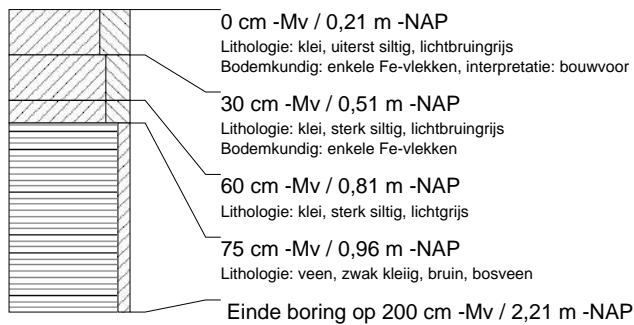 0 cm -Mv / 0,21 m -NAP
Lithologie: klei, uiterst siltig, lichtbruingrijs
Bodemkundig: enkele Fe-vlekken, interpretatie: bouwvoor
30 cm -Mv / 0,51 m -NAP
Lithologie: klei, sterk siltig, lichtbruingrijs
Bodemkundig: enkele Fe-vlekken
60 cm -Mv / 0,81 m -NAP
Lithologie: klei, sterk siltig, lichtgrijs
75 cm -Mv / 0,96 m -NAP
Lithologie: veen, zwak kleiig, bruin, bosveen
Einde boring op 200 cm -Mv / 2,21 m -NAP